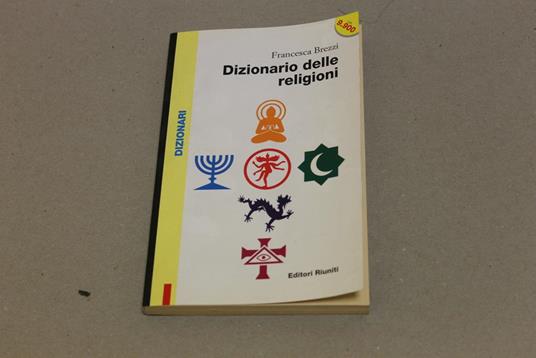 9.900
Francesca Brezzi
Dizionario delle
religioni
DIZIONARI
Editori Riuniti